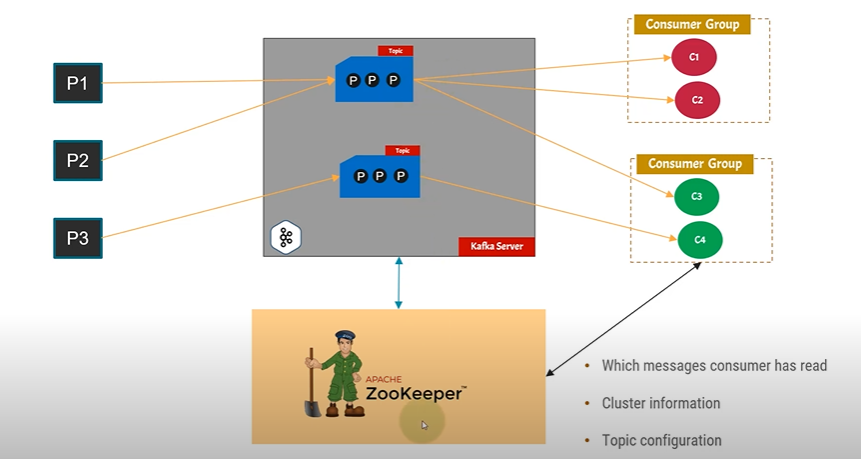 Consumer Group
Topic
P1
P P P
C1
C2
P2
Topic
P P P
Consumer Group
C3
P3
Kafka Server
C4
APACHE
ZooKeeper™
• Which messages consumer has read
• Cluster information
• Topic configuration